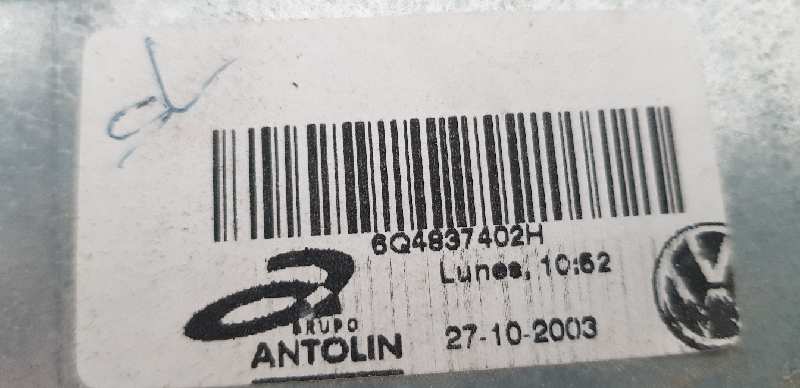 6Q4837402H
Lunes, 10:52
GRUPO
ANTOLIN
27-10-2003